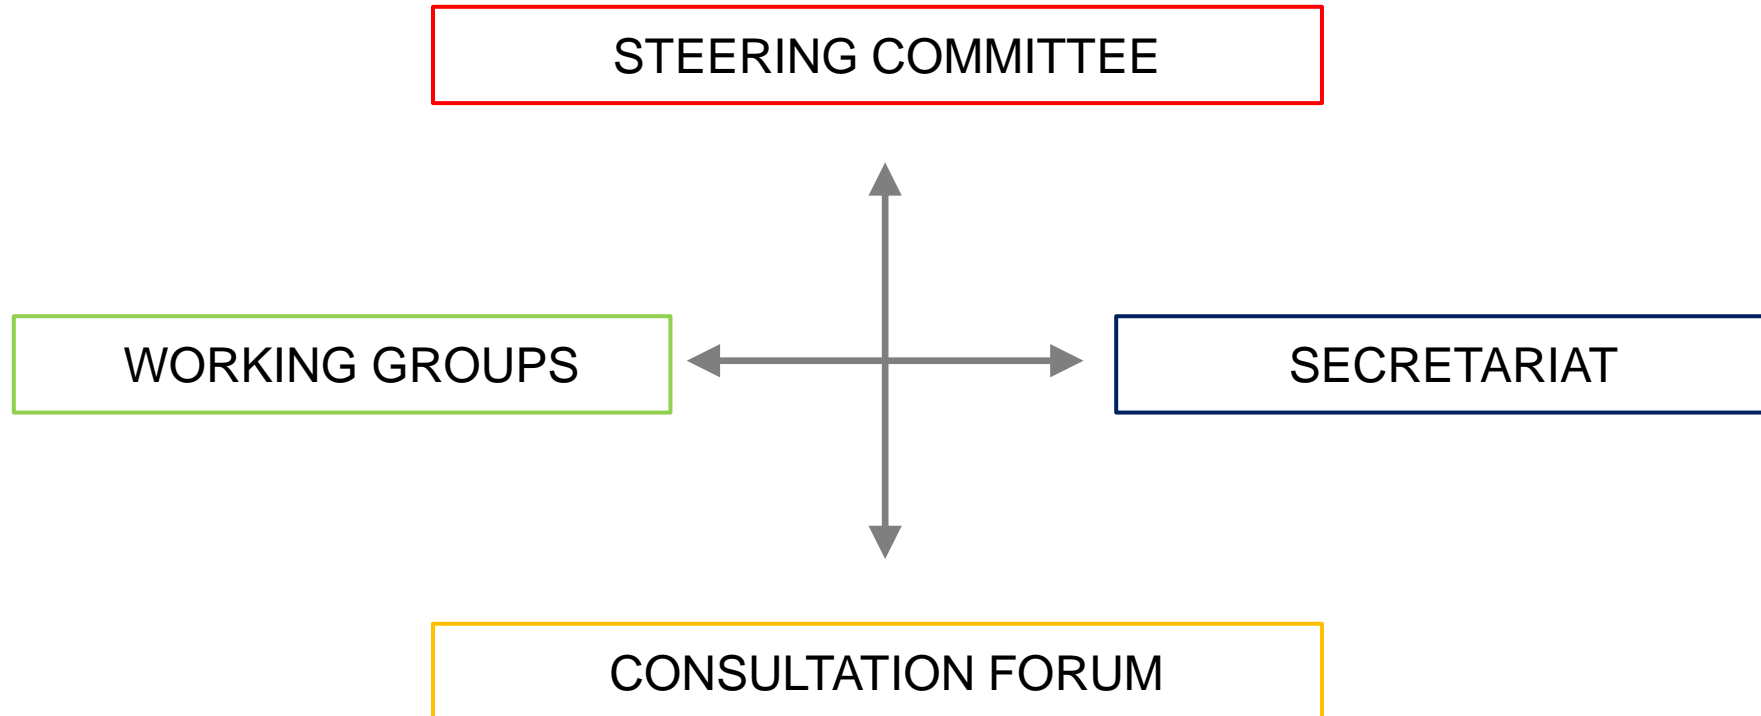 STEERING COMMITTEE
WORKING GROUPS
SECRETARIAT
CONSULTATION FORUM